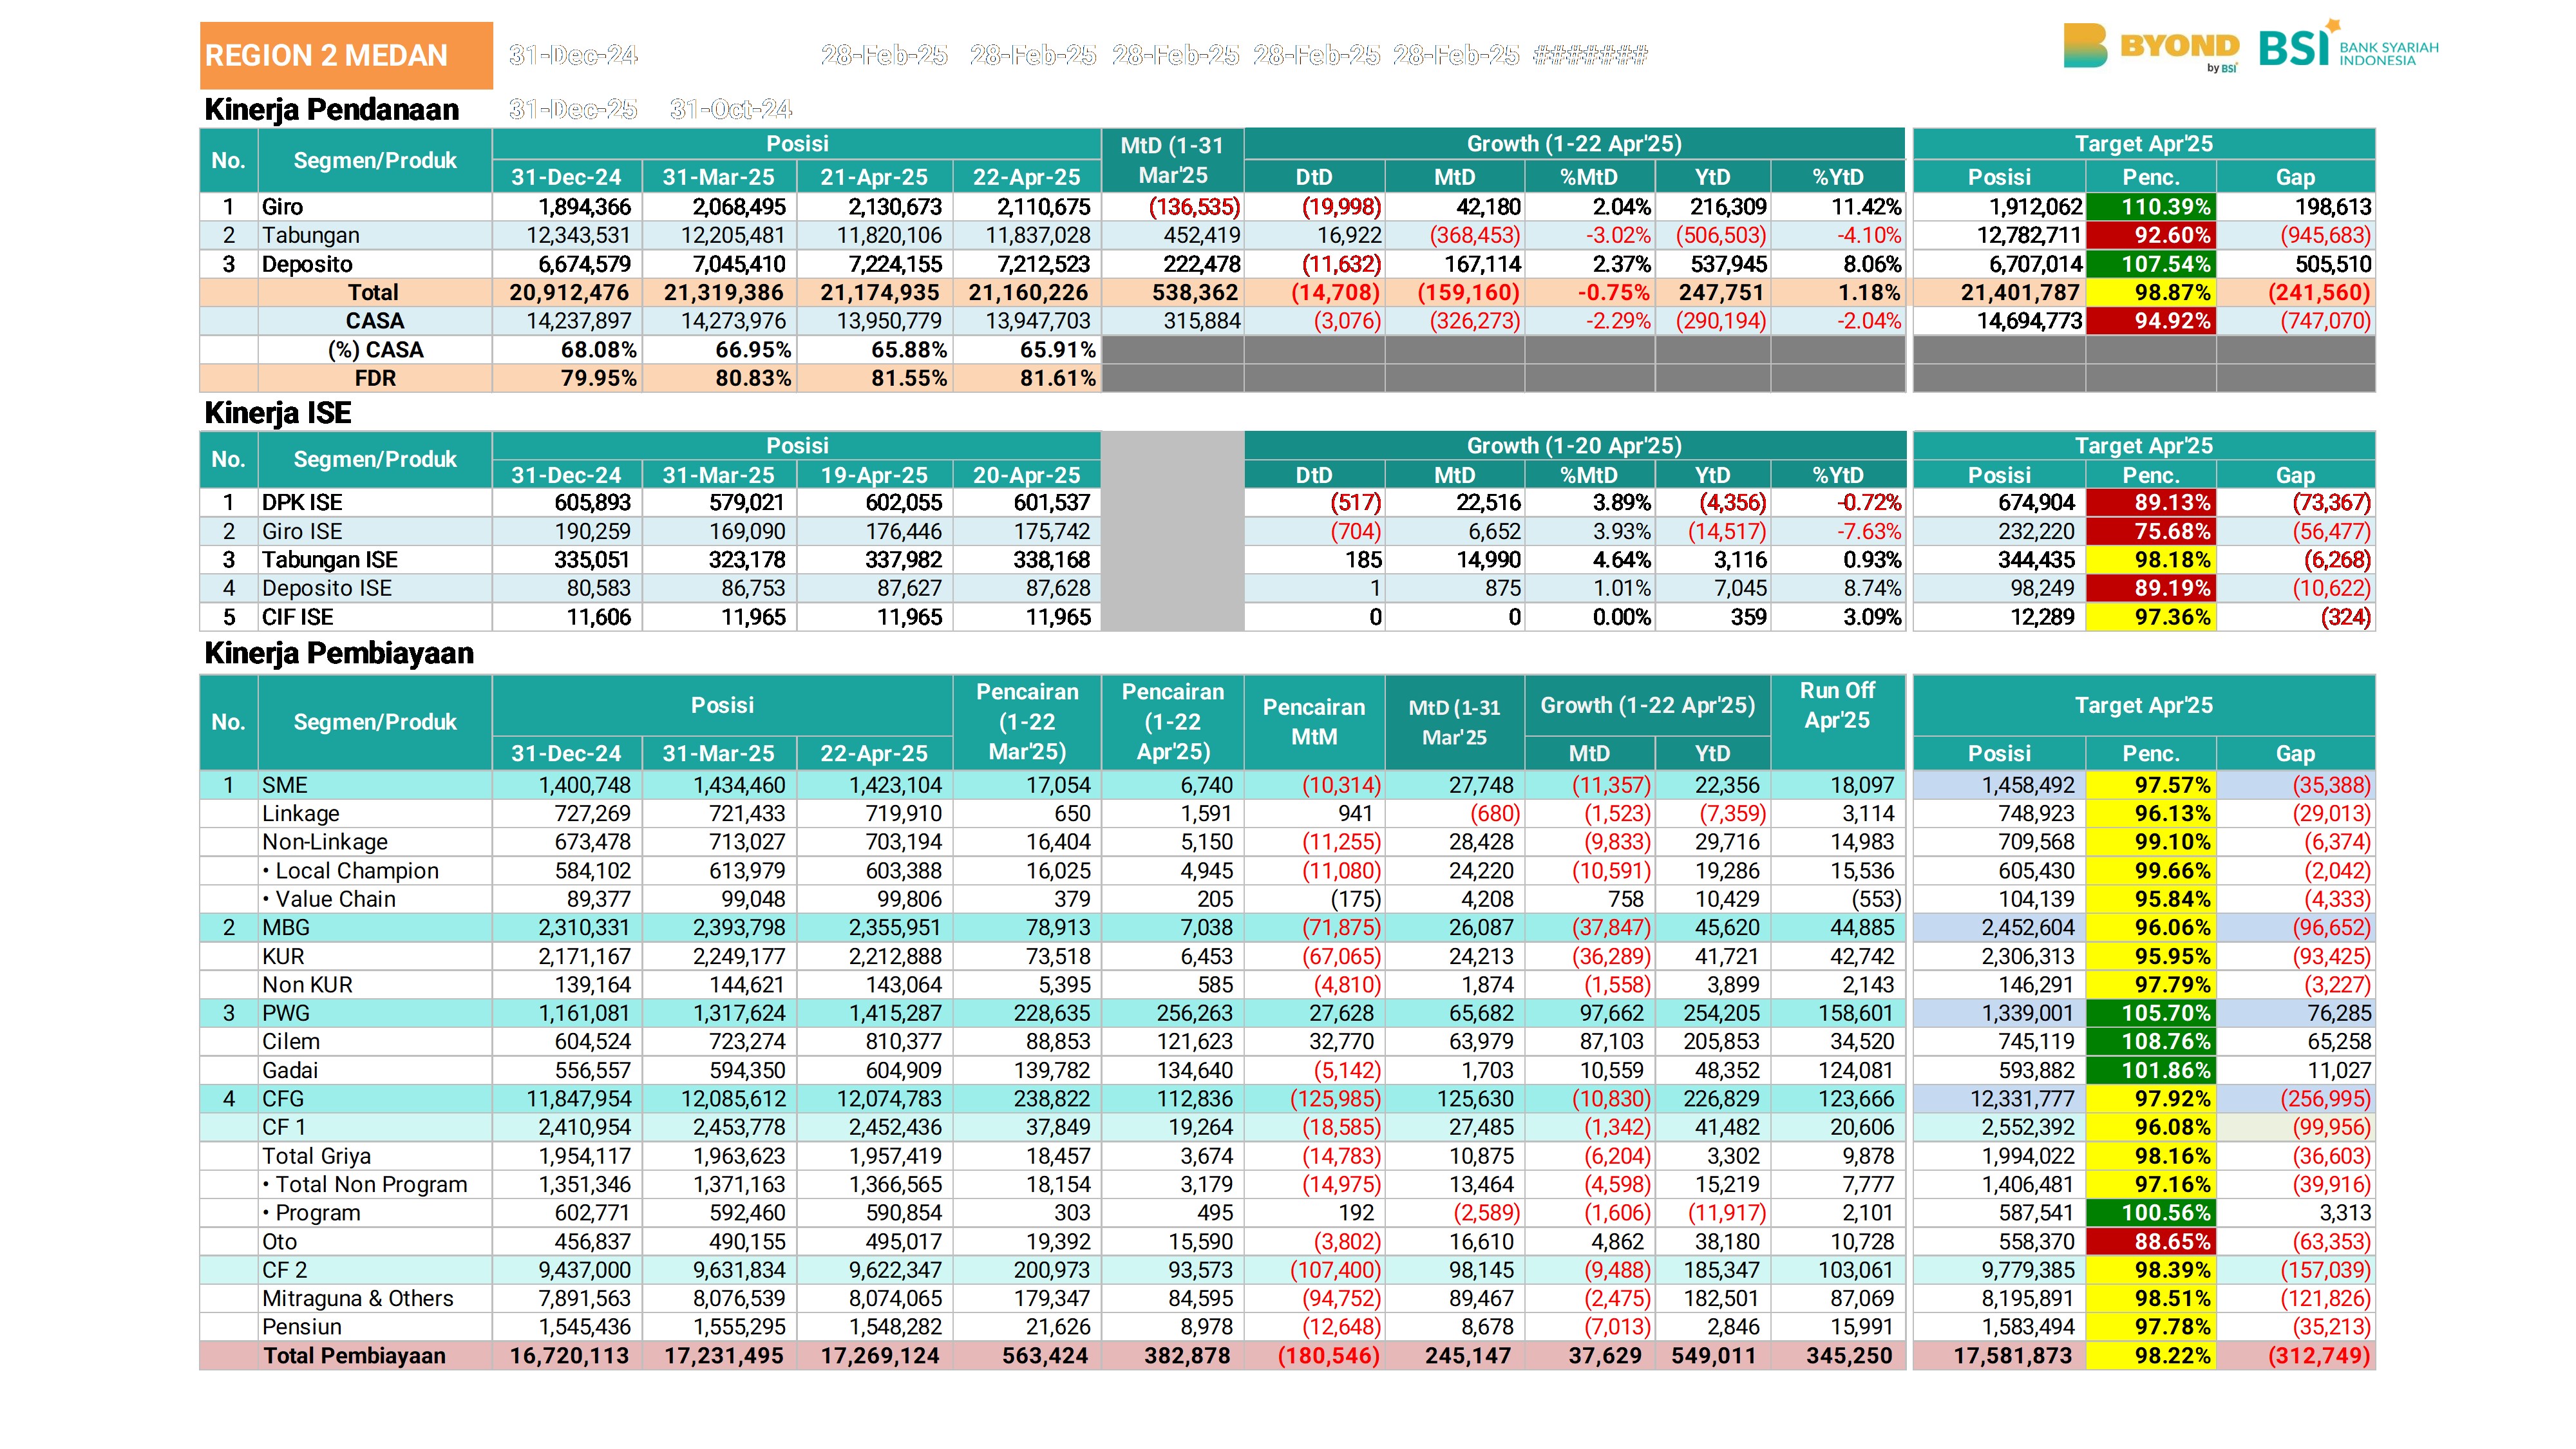 REGION 2 MEDAN 31-Dec-24 28-Feb-25 28-Feb-25 28-Feb-25 28-Feb-25 28-Feb-25 #######
BYOND by BSI BSI BANK SYARIAH INDONESIA
Kinerja Pendanaan 31-Dec-25 31-Oct-24
No. Segmen/Produk Posisi MtD (1-31 Mar'25 Growth (1-22 Apr'25) Target Apr'25
31-Dec-24 31-Mar-25 21-Apr-25 22-Apr-25 DtD MtD %MtD YtD %YtD Posisi Penc. Gap
1 Giro 1,894,366 2,068,495 2,130,673 2,110,675 (136,535) (19,998) 42,180 2.04% 216,309 11.42% 1,912,062 110.39% 198,613
2 Tabungan 12,343,531 12,205,481 11,820,106 11,837,028 452,419 16,922 (368,453) -3.02% (506,503) -4.10% 12,782,711 92.60% (945,683)
3 Deposito 6,674,579 7,045,410 7,224,155 7,212,523 222,478 (11,632) 167,114 2.37% 537,945 8.06% 6,707,014 107.54% 505,510
Total 20,912,476 21,319,386 21,174,935 21,160,226 538,362 (14,708) (159,160) -0.75% 247,751 1.18% 21,401,787 98.87% (241,560)
CASA 14,237,897 14,273,976 13,950,779 13,947,703 315,884 (3,076) (326,273) -2.29% (290,194) -2.04% 14,694,773 94.92% (747,070)
(%) CASA 68.08% 66.95% 65.88% 65.91%
FDR 79.95% 80.83% 81.55% 81.61%
Kinerja ISE
No. Segmen/Produk Posisi Growth (1-20 Apr'25) Target Apr'25
31-Dec-24 31-Mar-25 19-Apr-25 20-Apr-25 DtD MtD %MtD YtD %YtD Posisi Penc. Gap
1 DPK ISE 605,893 579,021 602,055 601,537 (517) 22,516 3.89% (4,356) -0.72% 674,904 89.13% (73,367)
2 Giro ISE 190,259 169,090 176,446 175,742 (704) 6,652 3.93% (14,517) -7.63% 232,220 75.68% (56,477)
3 Tabungan ISE 335,051 323,178 337,982 338,168 185 14,990 4.64% 3,116 0.93% 344,435 98.18% (6,268)
4 Deposito ISE 80,583 86,753 87,627 87,628 1 875 1.01% 7,045 8.74% 98,249 89.19% (10,622)
5 CIF ISE 11,606 11,965 11,965 11,965 0 0 0.00% 359 3.09% 12,289 97.36% (324)
Kinerja Pembiayaan
No. Segmen/Produk Posisi Pencairan (1-22 Mar'25) Pencairan (1-22 Apr'25) Pencairan MtM MtD (1-31 Mar'25 Growth (1-22 Apr'25) Run Off Apr'25 Target Apr'25
31-Dec-24 31-Mar-25 22-Apr-25 MtD YtD Posisi Penc. Gap
1 SME 1,400,748 1,434,460 1,423,104 17,054 6,740 (10,314) 27,748 (11,357) 22,356 18,097 1,458,492 97.57% (35,388)
Linkage 727,269 721,433 719,910 650 1,591 941 (680) (1,523) (7,359) 3,114 748,923 96.13% (29,013)
Non-Linkage 673,478 713,027 703,194 16,404 5,150 (11,255) 28,428 (9,833) 29,716 14,983 709,568 99.10% (6,374)
• Local Champion 584,102 613,979 603,388 16,025 4,945 (11,080) 24,220 (10,591) 19,286 15,536 605,430 99.66% (2,042)
• Value Chain 89,377 99,048 99,806 379 205 (175) 4,208 758 10,429 (553) 104,139 95.84% (4,333)
2 MBG 2,310,331 2,393,798 2,355,951 78,913 7,038 (71,875) 26,087 (37,847) 45,620 44,885 2,452,604 96.06% (96,652)
KUR 2,171,167 2,249,177 2,212,888 73,518 6,453 (67,065) 24,213 (36,289) 41,721 42,742 2,306,313 95.95% (93,425)
Non KUR 139,164 144,621 143,064 5,395 585 (4,810) 1,874 (1,558) 3,899 2,143 146,291 97.79% (3,227)
3 PWG 1,161,081 1,317,624 1,415,287 228,635 256,263 27,628 65,682 97,662 254,205 158,601 1,339,001 105.70% 76,285
Cilem 604,524 723,274 810,377 88,853 121,623 32,770 63,979 87,103 205,853 34,520 745,119 108.76% 65,258
Gadai 556,557 594,350 604,909 139,782 134,640 (5,142) 1,703 10,559 48,352 124,081 593,882 101.86% 11,027
4 CFG 11,847,954 12,085,612 12,074,783 238,822 112,836 (125,985) 125,630 (10,830) 226,829 123,666 12,331,777 97.92% (256,995)
CF 1 2,410,954 2,453,778 2,452,436 37,849 19,264 (18,585) 27,485 (1,342) 41,482 20,606 2,552,392 96.08% (99,956)
Total Griya 1,954,117 1,963,623 1,957,419 18,457 3,674 (14,783) 10,875 (6,204) 3,302 9,878 1,994,022 98.16% (36,603)
• Total Non Program 1,351,346 1,371,163 1,366,565 18,154 3,179 (14,975) 13,464 (4,598) 15,219 7,777 1,406,481 97.16% (39,916)
• Program 602,771 592,460 590,854 303 495 192 (2,589) (1,606) (11,917) 2,101 587,541 100.56% 3,313
Oto 456,837 490,155 495,017 19,392 15,590 (3,802) 16,610 4,862 38,180 10,728 558,370 88.65% (63,353)
CF 2 9,437,000 9,631,834 9,622,347 200,973 93,573 (107,400) 98,145 (9,488) 185,347 103,061 9,779,385 98.39% (157,039)
Mitraguna & Others 7,891,563 8,076,539 8,074,065 179,347 84,595 (94,752) 89,467 (2,475) 182,501 87,069 8,195,891 98.51% (121,826)
Pensiun 1,545,436 1,555,295 1,548,282 21,626 8,978 (12,648) 8,678 (7,013) 2,846 15,991 1,583,494 97.78% (35,213)
Total Pembiayaan 16,720,113 17,231,495 17,269,124 563,424 382,878 (180,546) 245,147 37,629 549,011 345,250 17,581,873 98.22% (312,749)